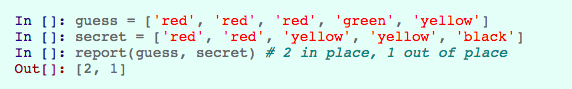 In []: guess = ['red', 'red', 'red', 'green', 'yellow']
In []: secret = ['red', 'red', 'yellow', 'yellow', 'black']
In []: report(guess, secret) # 2 in place, 1 out of place
Out[]: [2, 1]